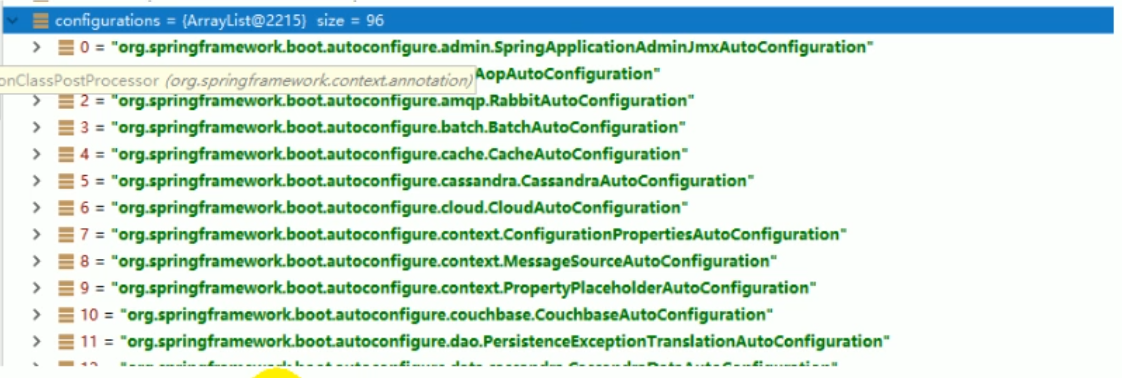 configurations = {ArrayList@2215} size = 96
0 = "org.springframework.boot.autoconfigure.admin.SpringApplicationAdminJmxAutoConfiguration"
onClassPostProcessor (org.springframework.context.annotation) AopAutoConfiguration"
2 = "org.springframework.boot.autoconfigure.amqp.RabbitAutoConfiguration"
3 = "org.springframework.boot.autoconfigure.batch.BatchAutoConfiguration"
4 = "org.springframework.boot.autoconfigure.cache.CacheAutoConfiguration"
5 = "org.springframework.boot.autoconfigure.cassandra.CassandraAutoConfiguration"
6 = "org.springframework.boot.autoconfigure.cloud.CloudAutoConfiguration"
7 = "org.springframework.boot.autoconfigure.context.ConfigurationPropertiesAutoConfiguration"
8 = "org.springframework.boot.autoconfigure.context.MessageSourceAutoConfiguration"
9 = "org.springframework.boot.autoconfigure.context.PropertyPlaceholderAutoConfiguration"
10 = "org.springframework.boot.autoconfigure.couchbase.CouchbaseAutoConfiguration"
11 = "org.springframework.boot.autoconfigure.dao.PersistenceExceptionTranslationAutoConfiguration"